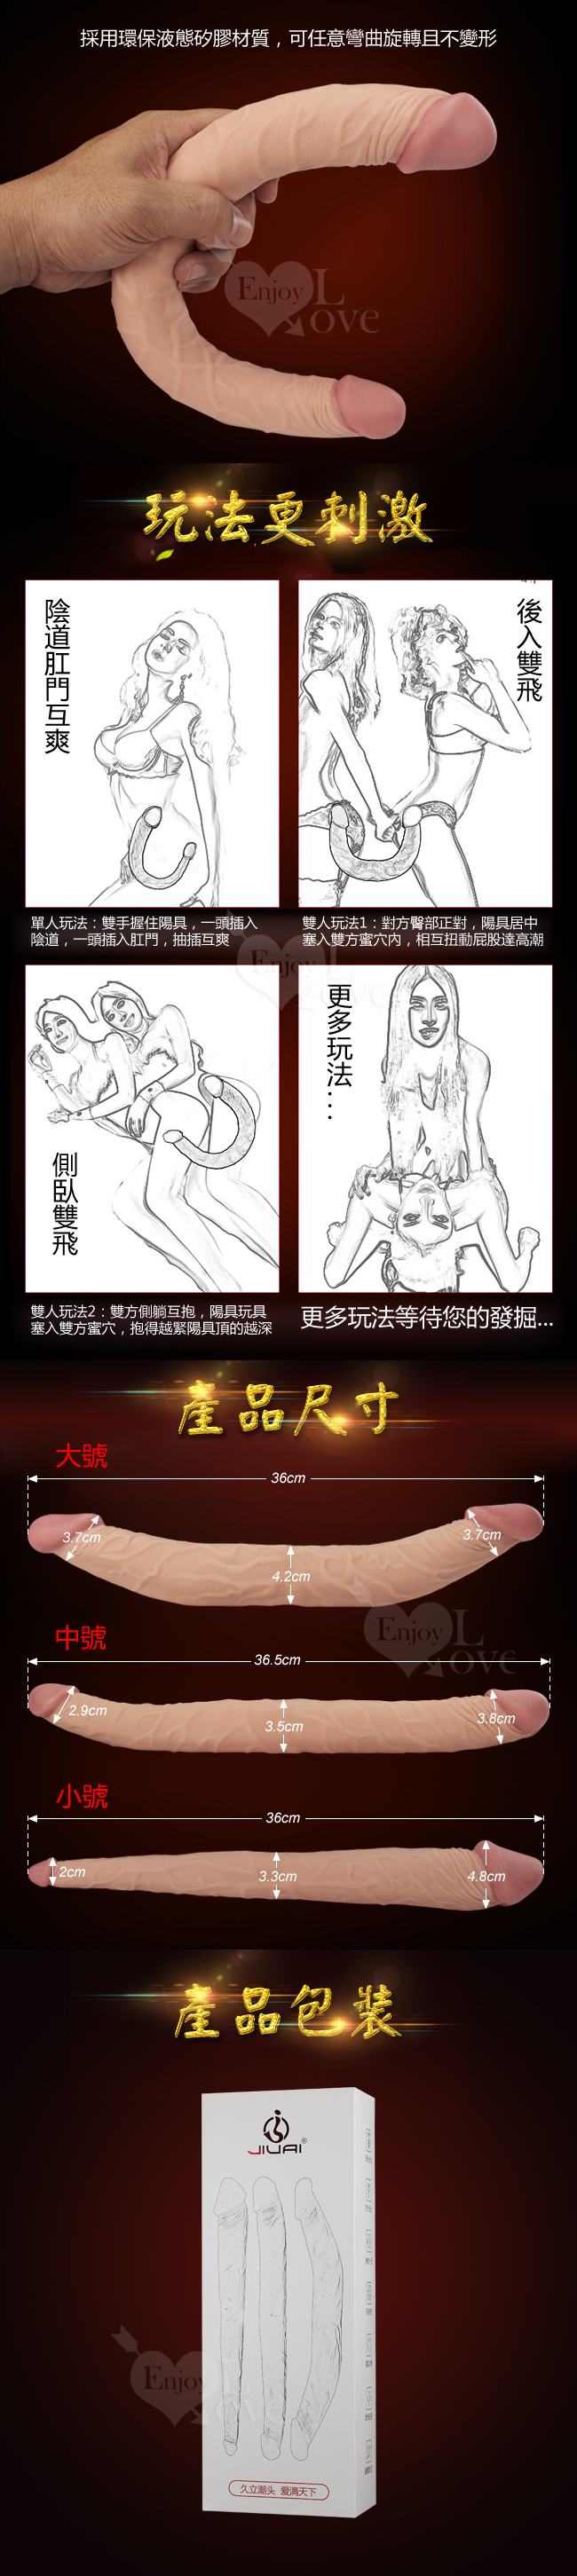 採用環保液態矽膠材質，可任意彎曲旋轉且不變形
Enjoy Love
玩法更刺激
陰道肛門互爽
後入雙飛
單人玩法：雙手握住陽具，一頭插入
陰道，一頭插入肛門，抽插互爽
雙人玩法1：對方臀部正對，陽具居中
塞入雙方蜜穴內，相互扭動屁股達高潮
Enjoy Love
側臥雙飛
更多玩法...
雙人玩法2：雙方側躺互抱，陽具玩具
塞入雙方蜜穴，抱得越緊陽具頂的越深
更多玩法等待您的發掘...
產品尺寸
大號
36cm
3.7cm
3.7cm
4.2cm
Enjoy Love
中號
36.5cm
2.9cm
3.5cm
3.8cm
小號
36cm
2cm
3.3cm
4.8cm
產品包裝
JIUAI®
Enjoy Love
久立潮头 爱满天下